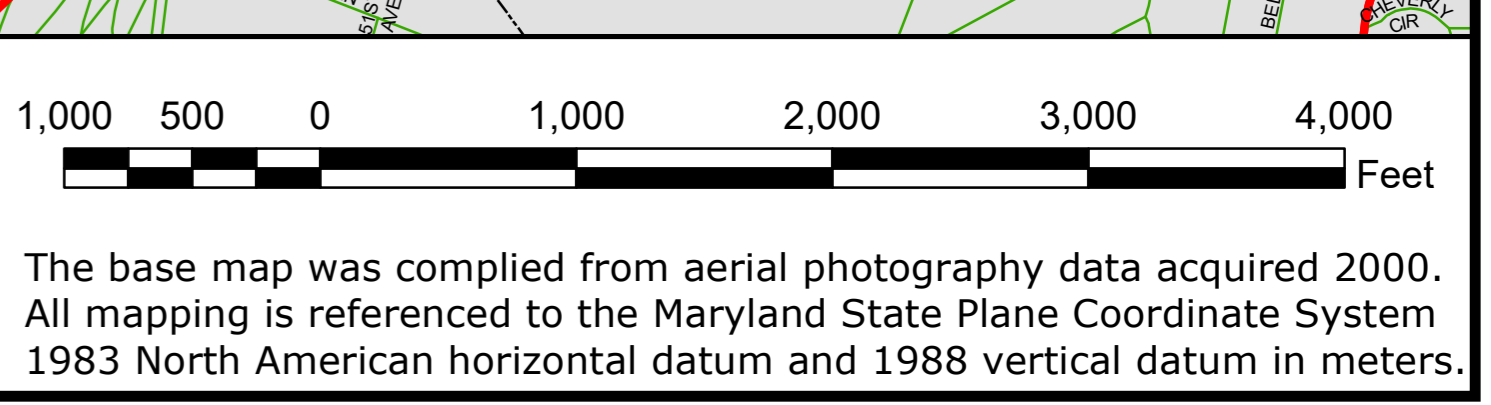 51S
AVE
BEL
CHEVERLY
CIR
1,000 500 0 1,000 2,000 3,000 4,000
Feet
The base map was complied from aerial photography data acquired 2000.
All mapping is referenced to the Maryland State Plane Coordinate System
1983 North American horizontal datum and 1988 vertical datum in meters.